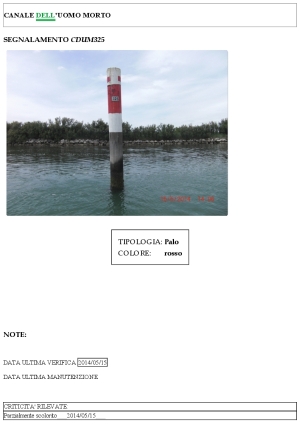 CANALE DELL'UOMO MORTO
SEGNALAMENTO CDUM325
TIPOLOGIA: Palo
COLORE: rosso
NOTE:
DATA ULTIMA VERIFICA 2014/05/15
DATA ULTIMA MANUTENZIONE
CRITICITA' RILEVATE
Parzialmente scolorito 2014/05/15